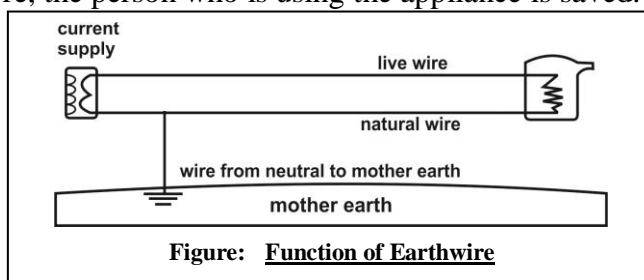 re, the person who is using the appliance is saved.
current
supply
live wire
natural wire
wire from neutral to mother earth
mother earth
Figure: Function of Earthwire